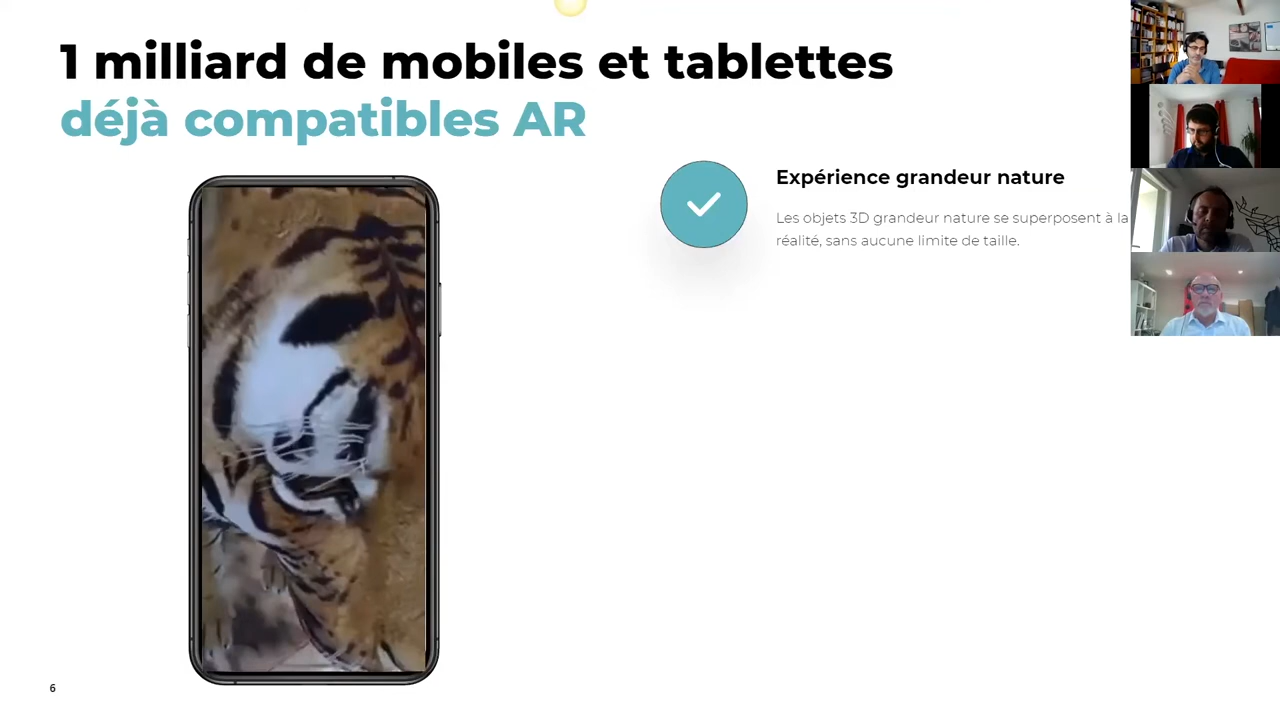 1 milliard de mobiles et tablettes
déjà compatibles AR
Expérience grandeur nature
Les objets 3D grandeur nature se superposent à la
réalité, sans aucune limite de taille.
6